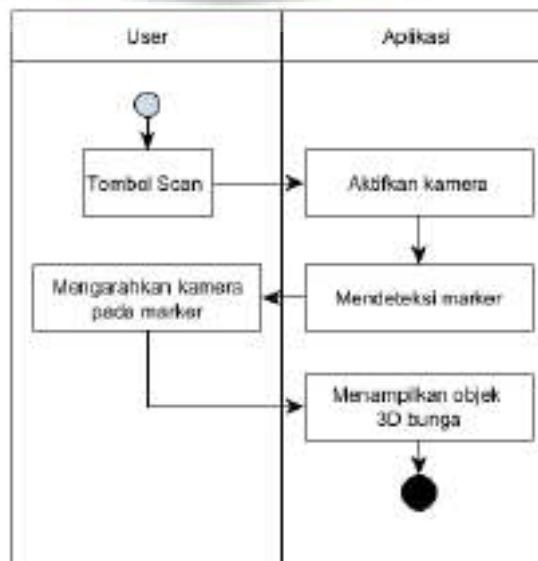 User
Aplikasi
Tombol Scan
Aktifkan kamera
Mendeteksi marker
Mengarahkan kamera
pada marker
Menampilkan objek
3D bunga